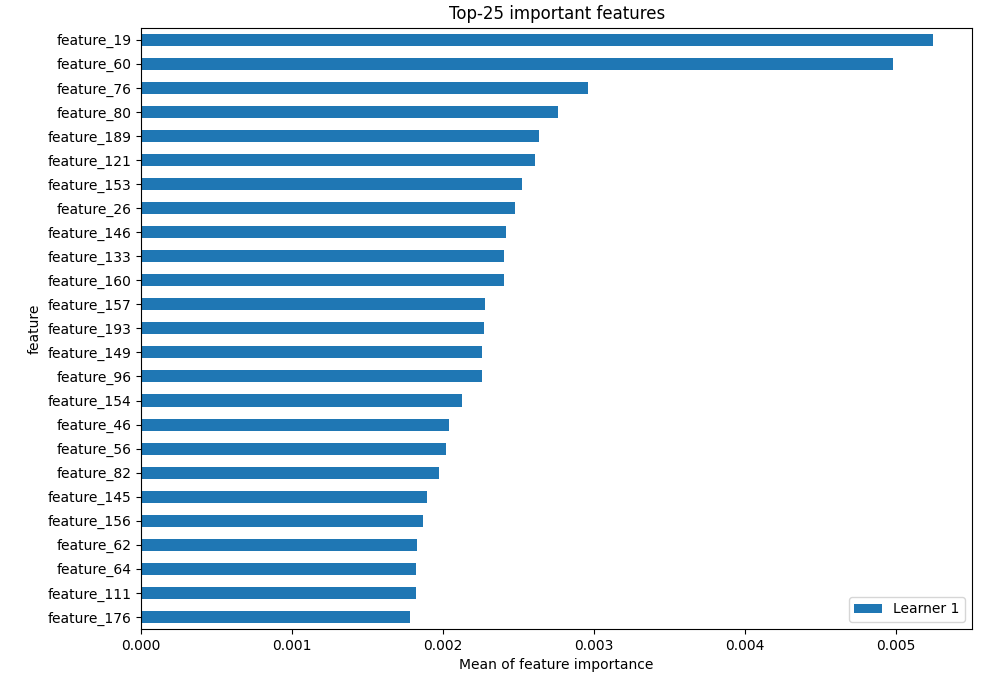 Top-25 important features
feature_19
feature_60
feature_76
feature_80
feature_189
feature_121
feature_153
feature_26
feature_146
feature_133
feature_160
feature_157
feature_193
feature_149
feature_96
feature_154
feature_46
feature_56
feature_82
feature_145
feature_156
feature_62
feature_64
feature_111
feature_176
feature
Learner 1
0.000 0.001 0.002 0.003 0.004 0.005
Mean of feature importance